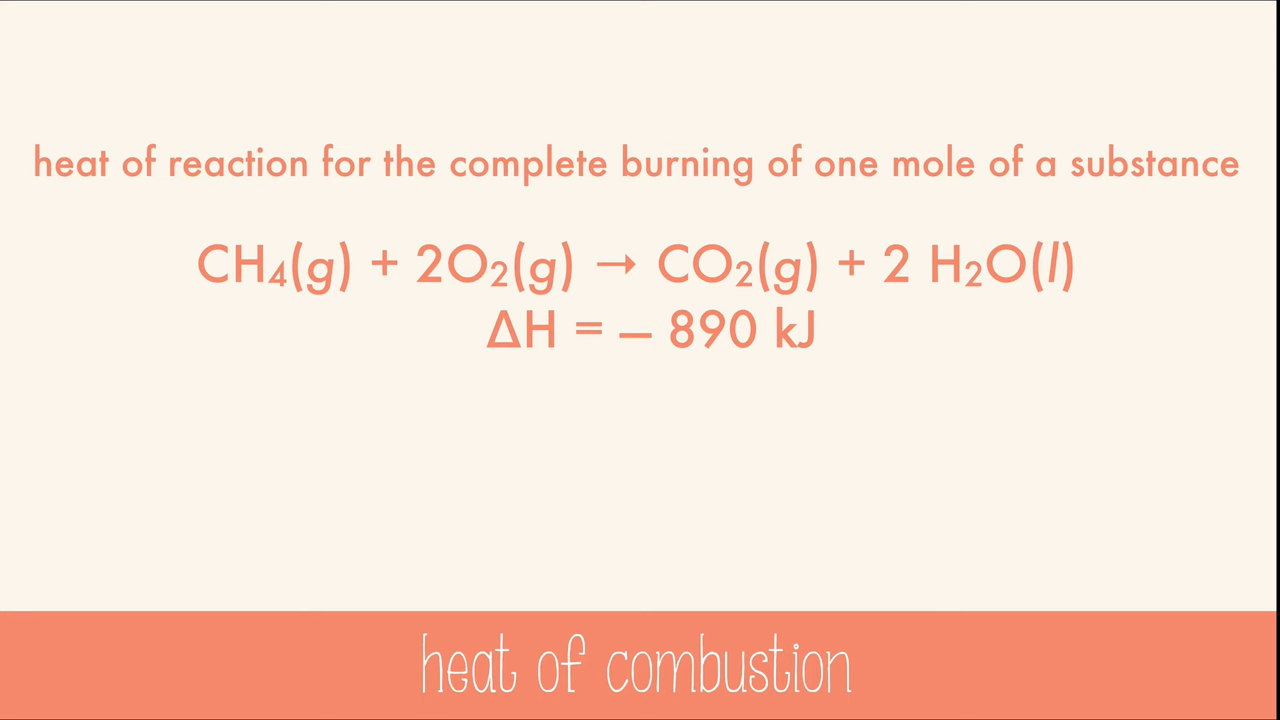 heat of reaction for the complete burning of one mole of a substance
CH₄(g) + 2O₂(g) → CO₂(g) + 2 H₂O(l)
ΔH = – 890 kJ
heat of combustion